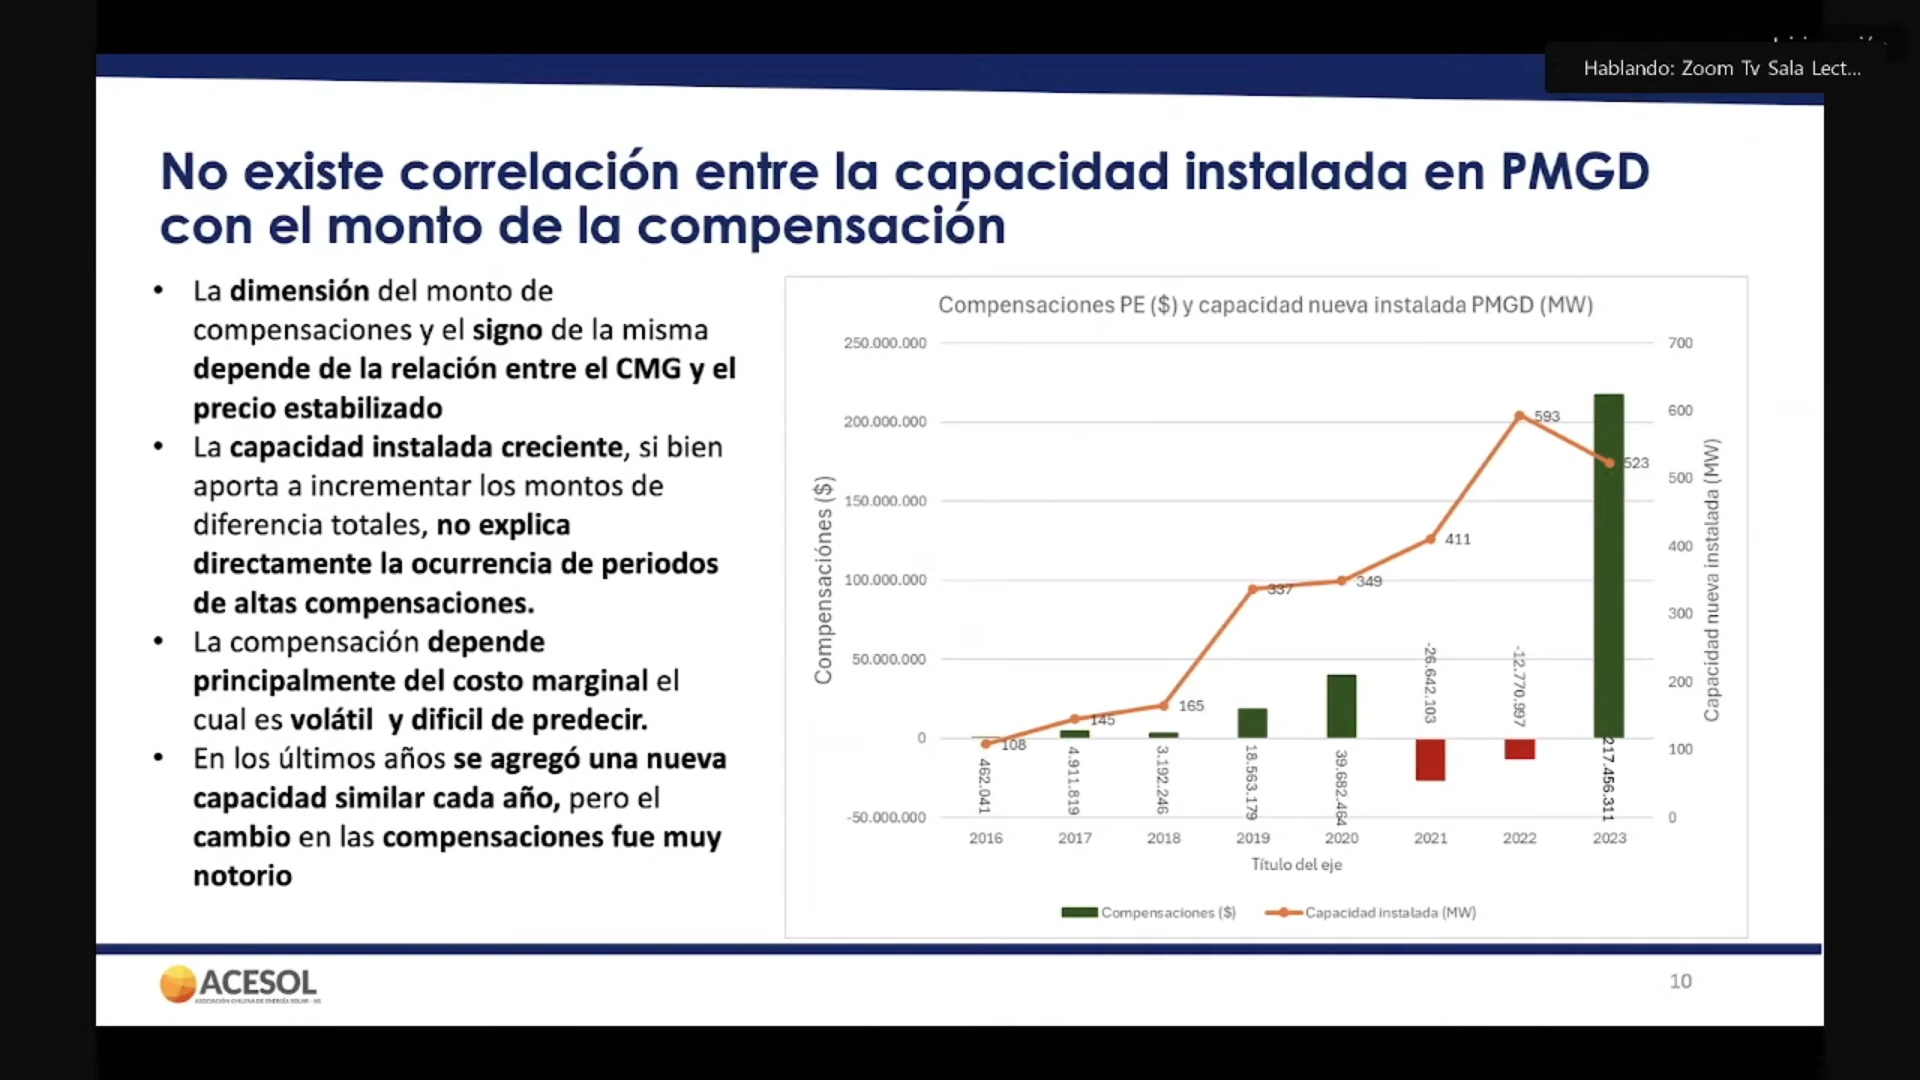 Hablando: Zoom Tv Sala Lect...
No existe correlación entre la capacidad instalada en PMGD
con el monto de la compensación
• La dimensión del monto de
compensaciones y el signo de la misma
depende de la relación entre el CMG y el
precio estabilizado
• La capacidad instalada creciente, si bien
aporta a incrementar los montos de
diferencia totales, no explica
directamente la ocurrencia de periodos
de altas compensaciones.
• La compensación depende
principalmente del costo marginal el
cual es volátil y dificil de predecir.
• En los últimos años se agregó una nueva
capacidad similar cada año, pero el
cambio en las compensaciones fue muy
notorio
Compensaciones PE ($) y capacidad nueva instalada PMGD (MW)
Compensaciónes ($)
250.000.000
200.000.000
150.000.000
100.000.000
50.000.000
0
-50.000.000
700
600
500
400
300
200
100
0
Capacidad nueva instalada (MW)
108
145
165
337
349
411
593
523
462.041
4.911.819
3.192.246
18.563.179
39.682.464
-26.642.103
-12.770.997
217.456.311
2016 2017 2018 2019 2020 2021 2022 2023
Título del eje
Compensaciones ($) Capacidad instalada (MW)
ACESOL
ASOCIACIÓN CHILENA DE ENERGÍA SOLAR - AG
10